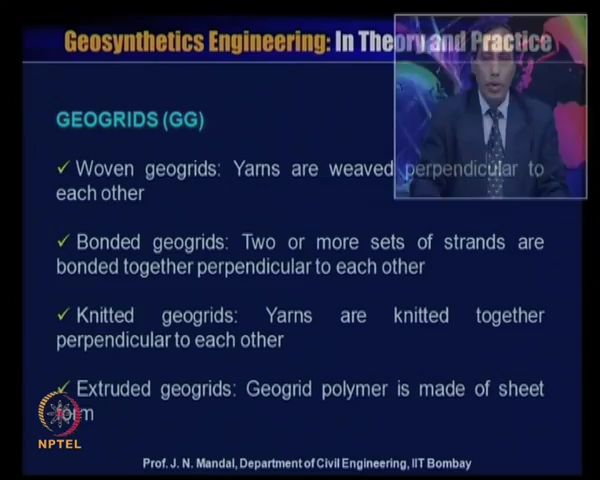 Geosynthetics Engineering: In Theory and Practice
GEOGRIDS (GG)
✓ Woven geogrids: Yarns are weaved perpendicular to
each other
✓ Bonded geogrids: Two or more sets of strands are
bonded together perpendicular to each other
✓ Knitted geogrids: Yarns are knitted together
perpendicular to each other
✓ Extruded geogrids: Geogrid polymer is made of sheet
form
NPTEL
Prof. J. N. Mandal, Department of Civil Engineering, IIT Bombay